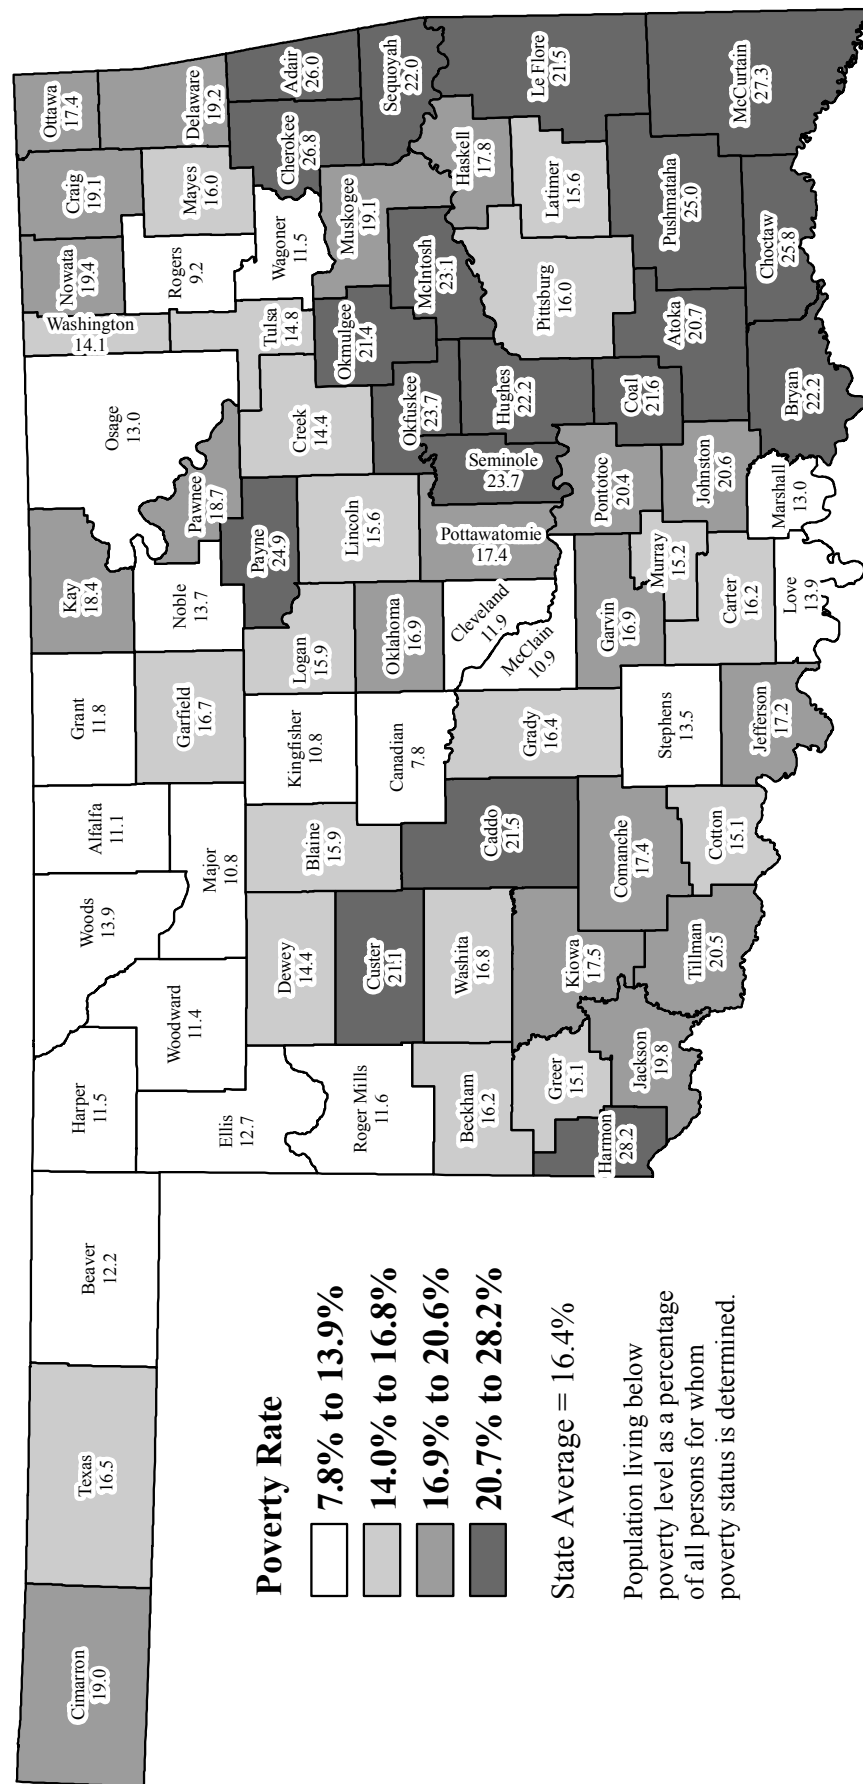 Cimarron
19.0
Texas
16.5
Beaver
12.2
Harper
11.5
Woods
13.9
Alfalfa
11.1
Grant
11.8
Kay
18.4
Osage
13.0
Washington
14.1
Nowata
19.4
Craig
19.1
Ottawa
17.4
Ellis
12.7
Woodward
11.4
Major
10.8
Garfield
16.7
Noble
13.7
Pawnee
18.7
Rogers
9.2
Mayes
16.0
Delaware
19.2
Roger Mills
11.6
Dewey
14.4
Blaine
15.9
Kingfisher
10.8
Logan
15.9
Payne
24.9
Creek
14.4
Tulsa
14.8
Wagoner
11.5
Cherokee
26.8
Adair
26.0
Custer
21.1
Canadian
7.8
Oklahoma
16.9
Lincoln
15.6
Okfuskee
23.7
Okmulgee
21.4
Muskogee
19.1
Sequoyah
22.0
Beckham
16.2
Washita
16.8
Caddo
21.5
Grady
16.4
McClain
10.9
Cleveland
11.9
Pottawatomie
17.4
Seminole
23.7
Hughes
22.2
McIntosh
23.1
Haskell
17.8
Greer
15.1
Kiowa
17.5
Comanche
17.4
Stephens
13.5
Garvin
16.9
Pontotoc
20.4
Coal
21.6
Pittsburg
16.0
Latimer
15.6
Le Flore
21.5
Harmon
28.2
Jackson
19.8
Tillman
20.5
Cotton
15.1
Jefferson
17.2
Carter
16.2
Murray
15.2
Johnston
20.6
Atoka
20.7
Pushmataha
25.0
McCurtain
27.3
Love
13.9
Marshall
13.0
Bryan
22.2
Choctaw
25.8
Poverty Rate
7.8% to 13.9%
14.0% to 16.8%
16.9% to 20.6%
20.7% to 28.2%
State Average = 16.4%
Population living below
poverty level as a percentage
of all persons for whom
poverty status is determined.